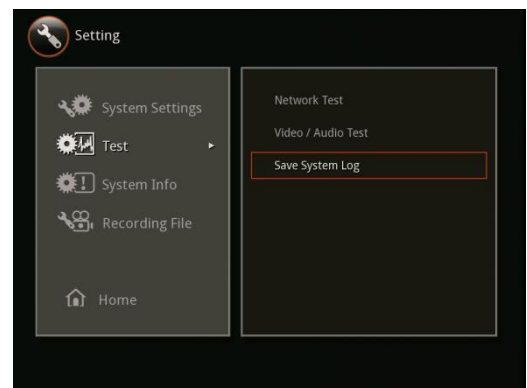 Setting
System Settings
Test
System Info
Recording File
Home
Network Test
Video / Audio Test
Save System Log